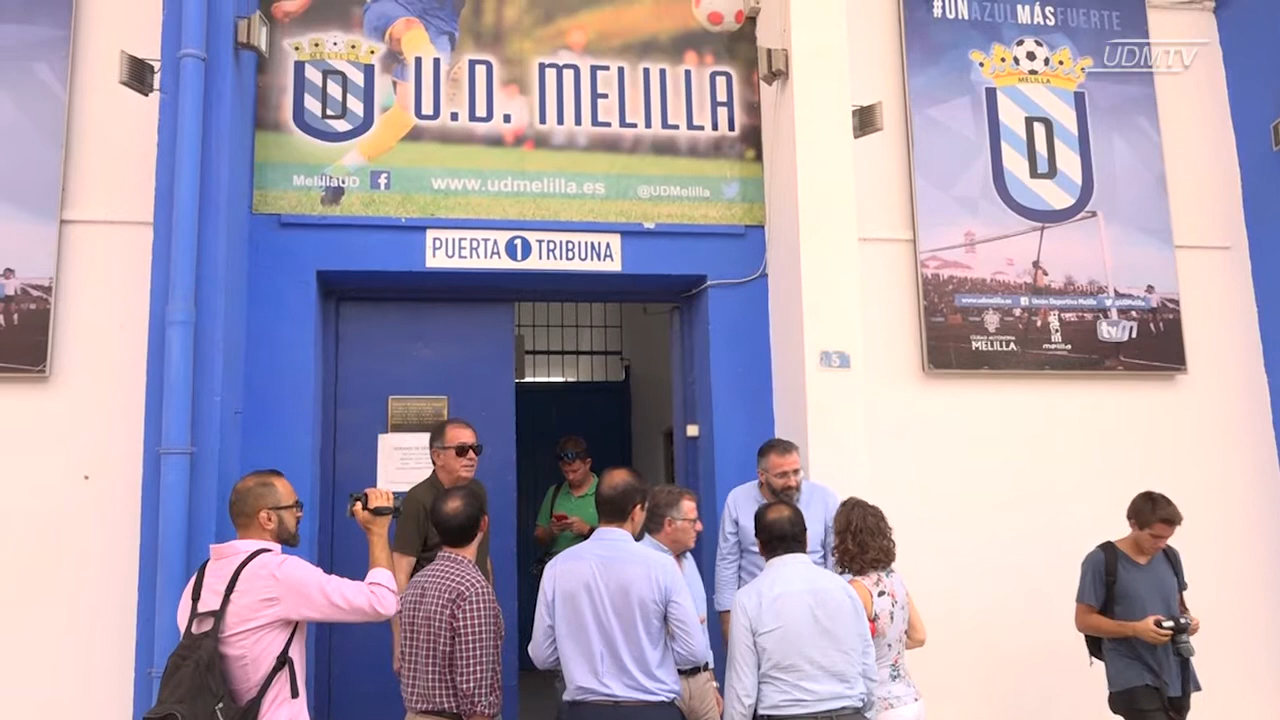 MELILLA
D
U.D. MELILLA
MelillaUD f
www.udmelilla.es
@UDMelilla
PUERTA 1 TRIBUNA
#UNAZULMÁSFUERTE
UDMTV
MELILLA
D
www.udmelilla.es
Unión Deportiva Melilla
@UDMelilla
CIUDAD AUTÓNOMA
MELILLA
melilla
tvm
5